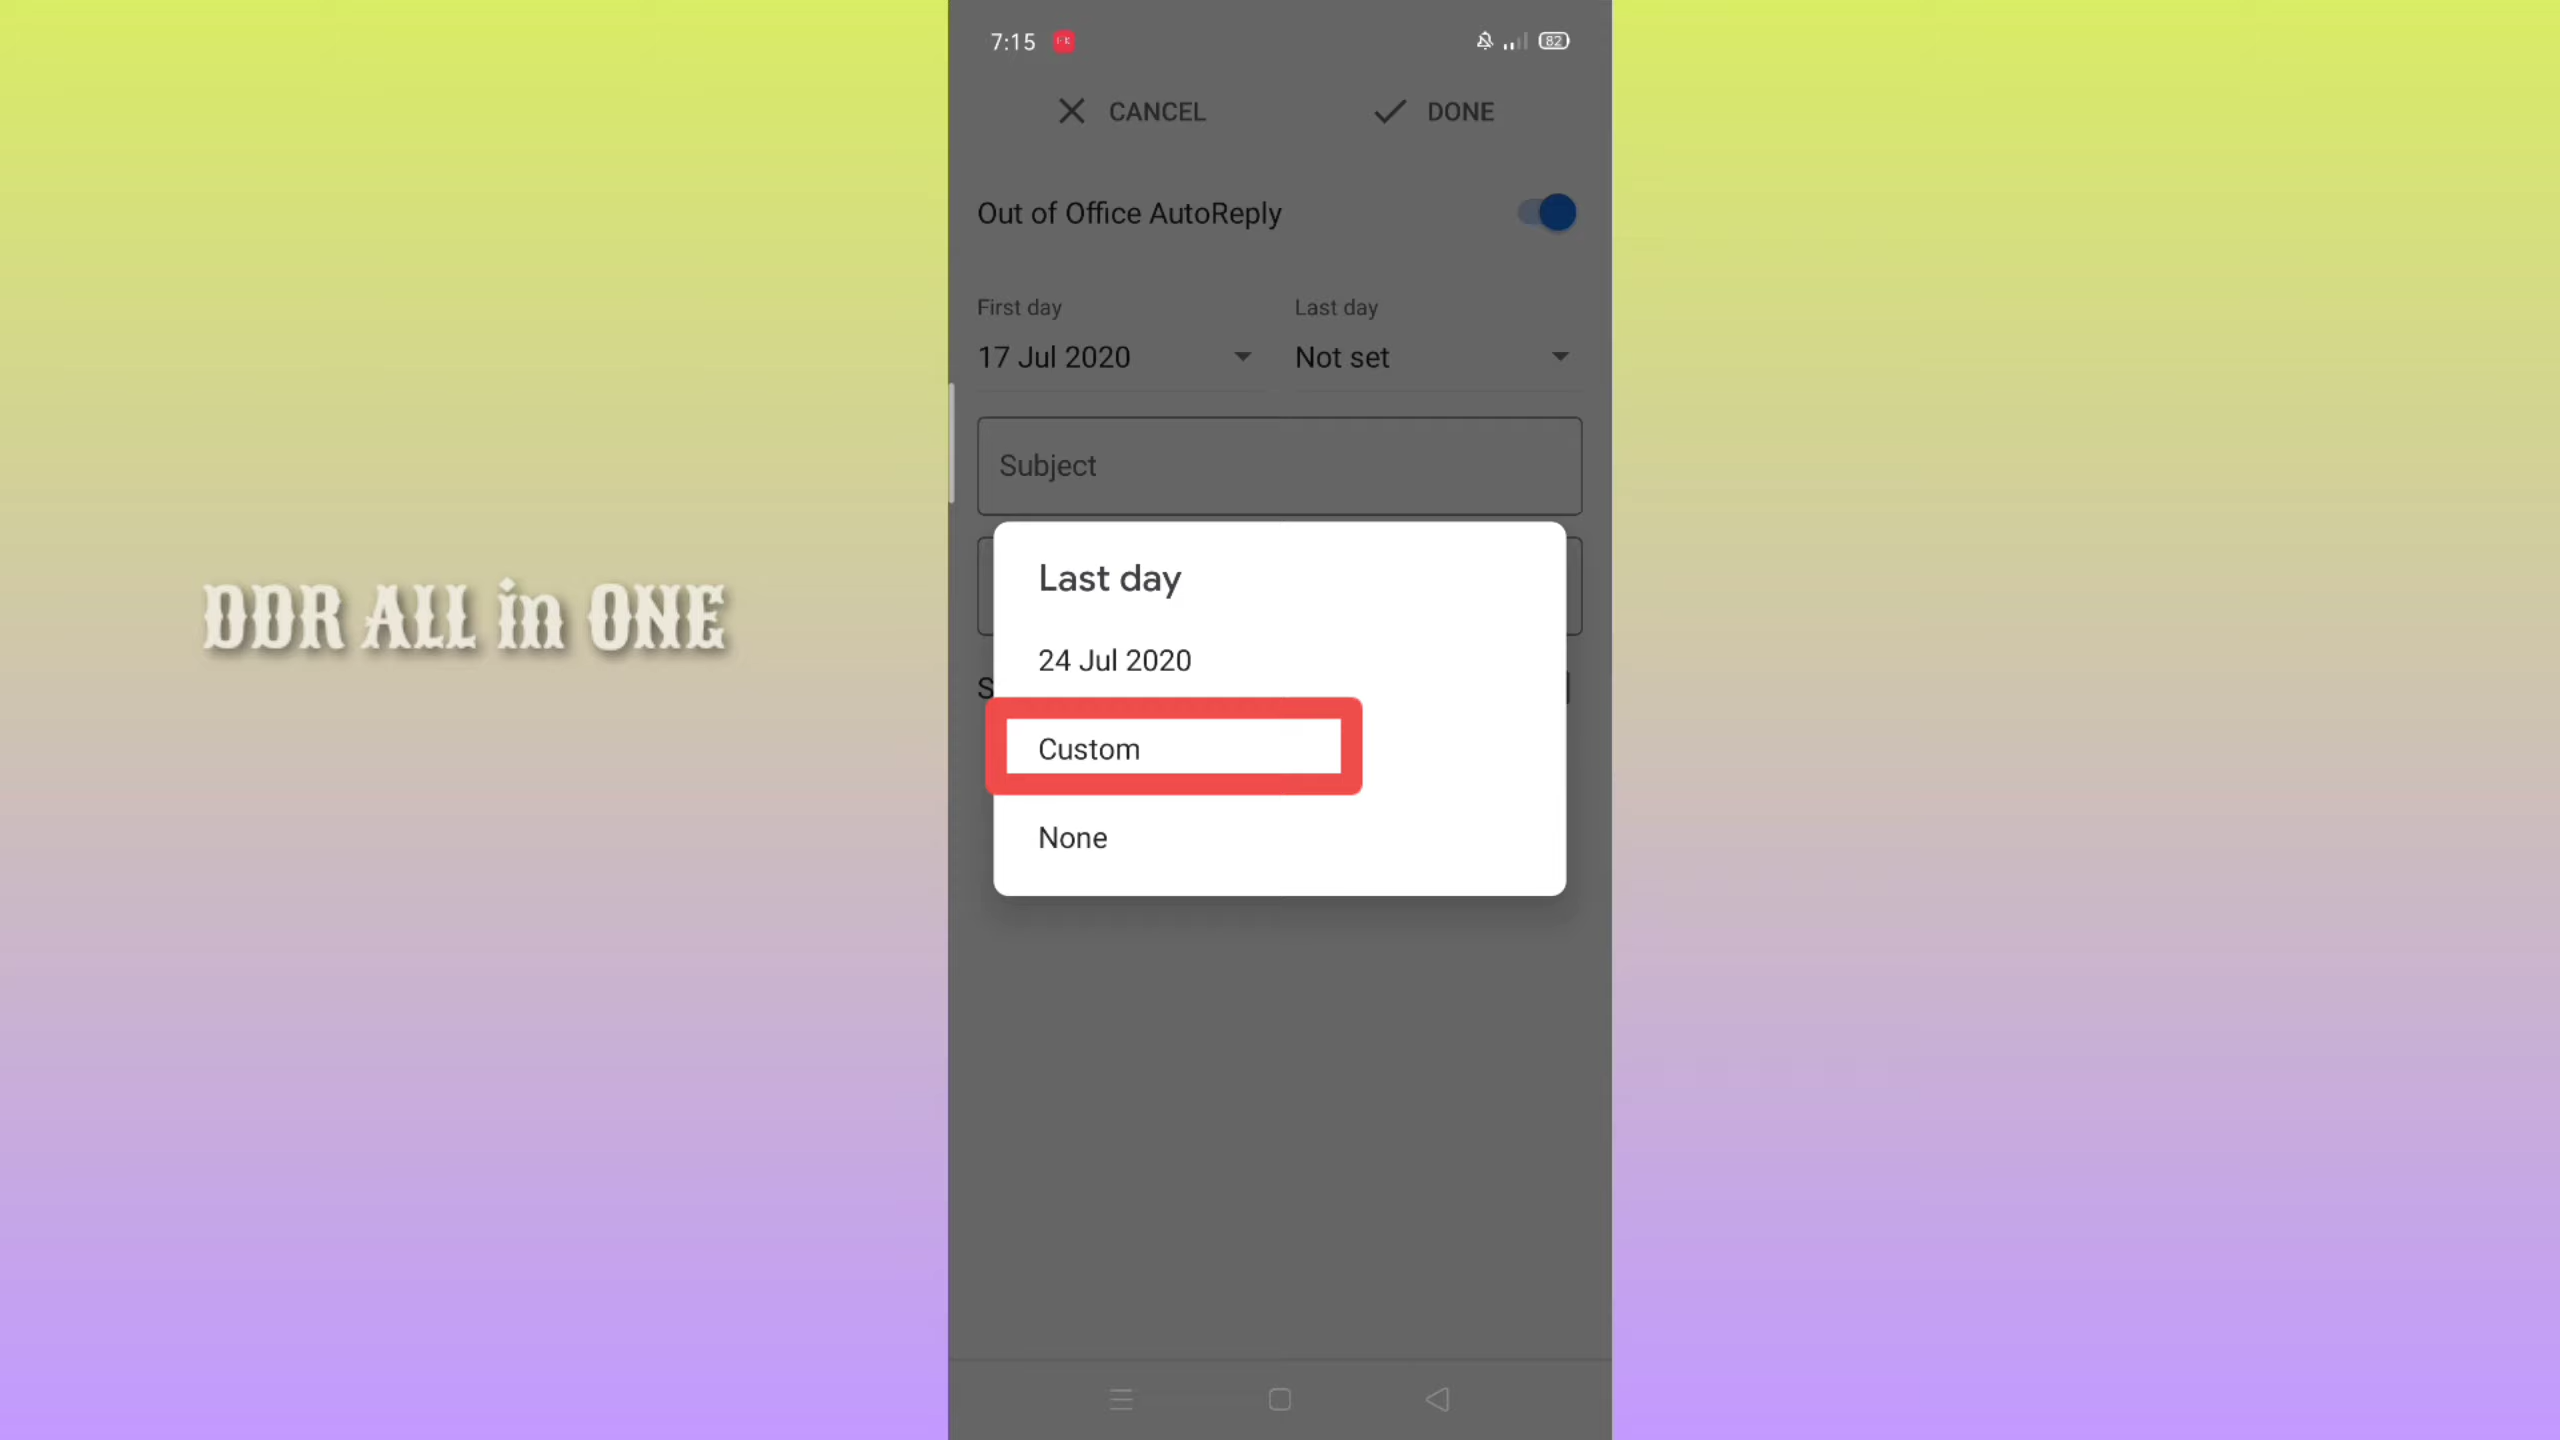 7:15
82
CANCEL
DONE
Out of Office AutoReply
First day
Last day
17 Jul 2020
Not set
Subject
Last day
24 Jul 2020
S
Custom
None
DDR ALL in ONE